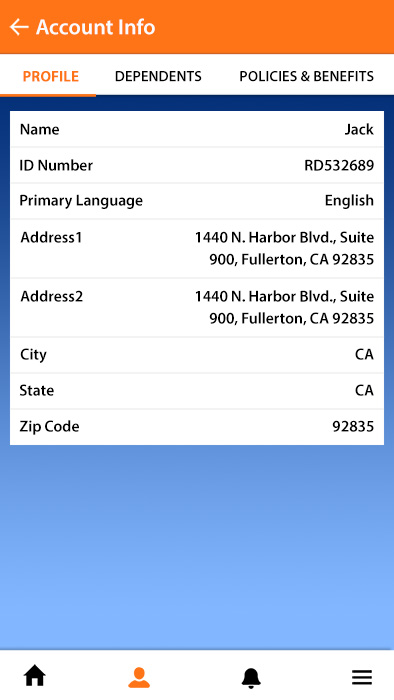 Account Info
PROFILE DEPENDENTS POLICIES & BENEFITS
Name Jack
ID Number RD532689
Primary Language English
Address1 1440 N. Harbor Blvd., Suite
900, Fullerton, CA 92835
Address2 1440 N. Harbor Blvd., Suite
900, Fullerton, CA 92835
City CA
State CA
Zip Code 92835